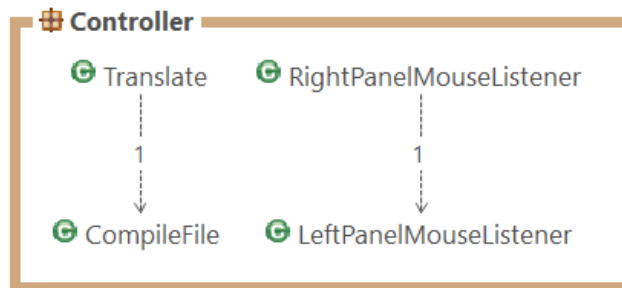 Controller
Translate RightPanelMouseListener
1 1
CompileFile LeftPanelMouseListener